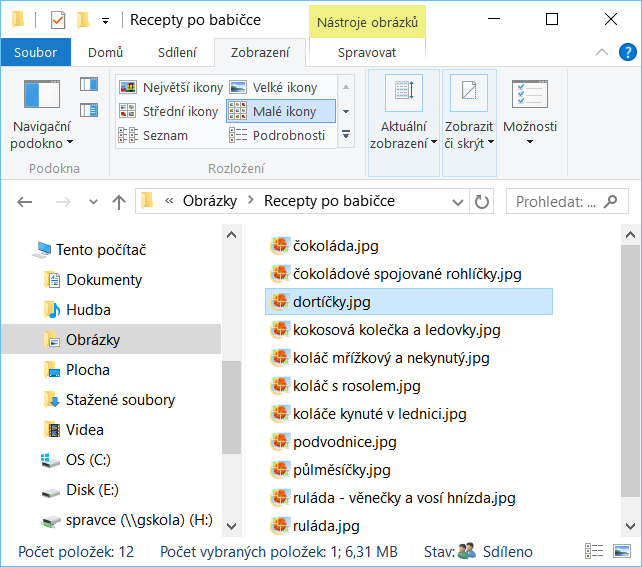 Recepty po babičce
Nástroje obrázků
Soubor Domů Sdílení Zobrazení Spravovat
Navigační podokno
Největší ikony Velké ikony
Střední ikony Malé ikony
Seznam Podrobnosti
Aktuální zobrazení
Zobrazit či skrýt
Možnosti
Podokna Rozložení
« Obrázky > Recepty po babičce
Prohledat: ...
Tento počítač
Dokumenty
Hudba
Obrázky
Plocha
Stažené soubory
Videa
OS (C:)
Disk (E:)
spravce (\\gskola) (H:)
čokoláda.jpg
čokoládové spojované rohlíčky.jpg
dortíčky.jpg
kokosová kolečka a ledovky.jpg
koláč mřížkový a nekynutý.jpg
koláč s rosolem.jpg
koláče kynuté v lednici.jpg
podvodnice.jpg
půlměsíčky.jpg
ruláda - věnečky a vosí hnízda.jpg
ruláda.jpg
Počet položek: 12 Počet vybraných položek: 1; 6,31 MB Stav: Sdíleno